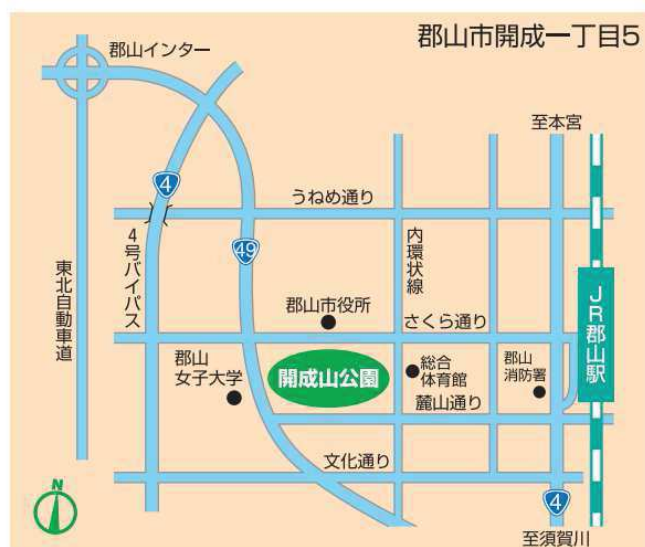 郡山市開成一丁目5
郡山インター
至本宮
4
うねめ通り
49
4号バイパス
内環状線
東北自動車道
郡山市役所
さくら通り
JR郡山駅
郡山
女子大学
開成山公園
総合
体育館
郡山
消防署
麓山通り
文化通り
N
4
至須賀川